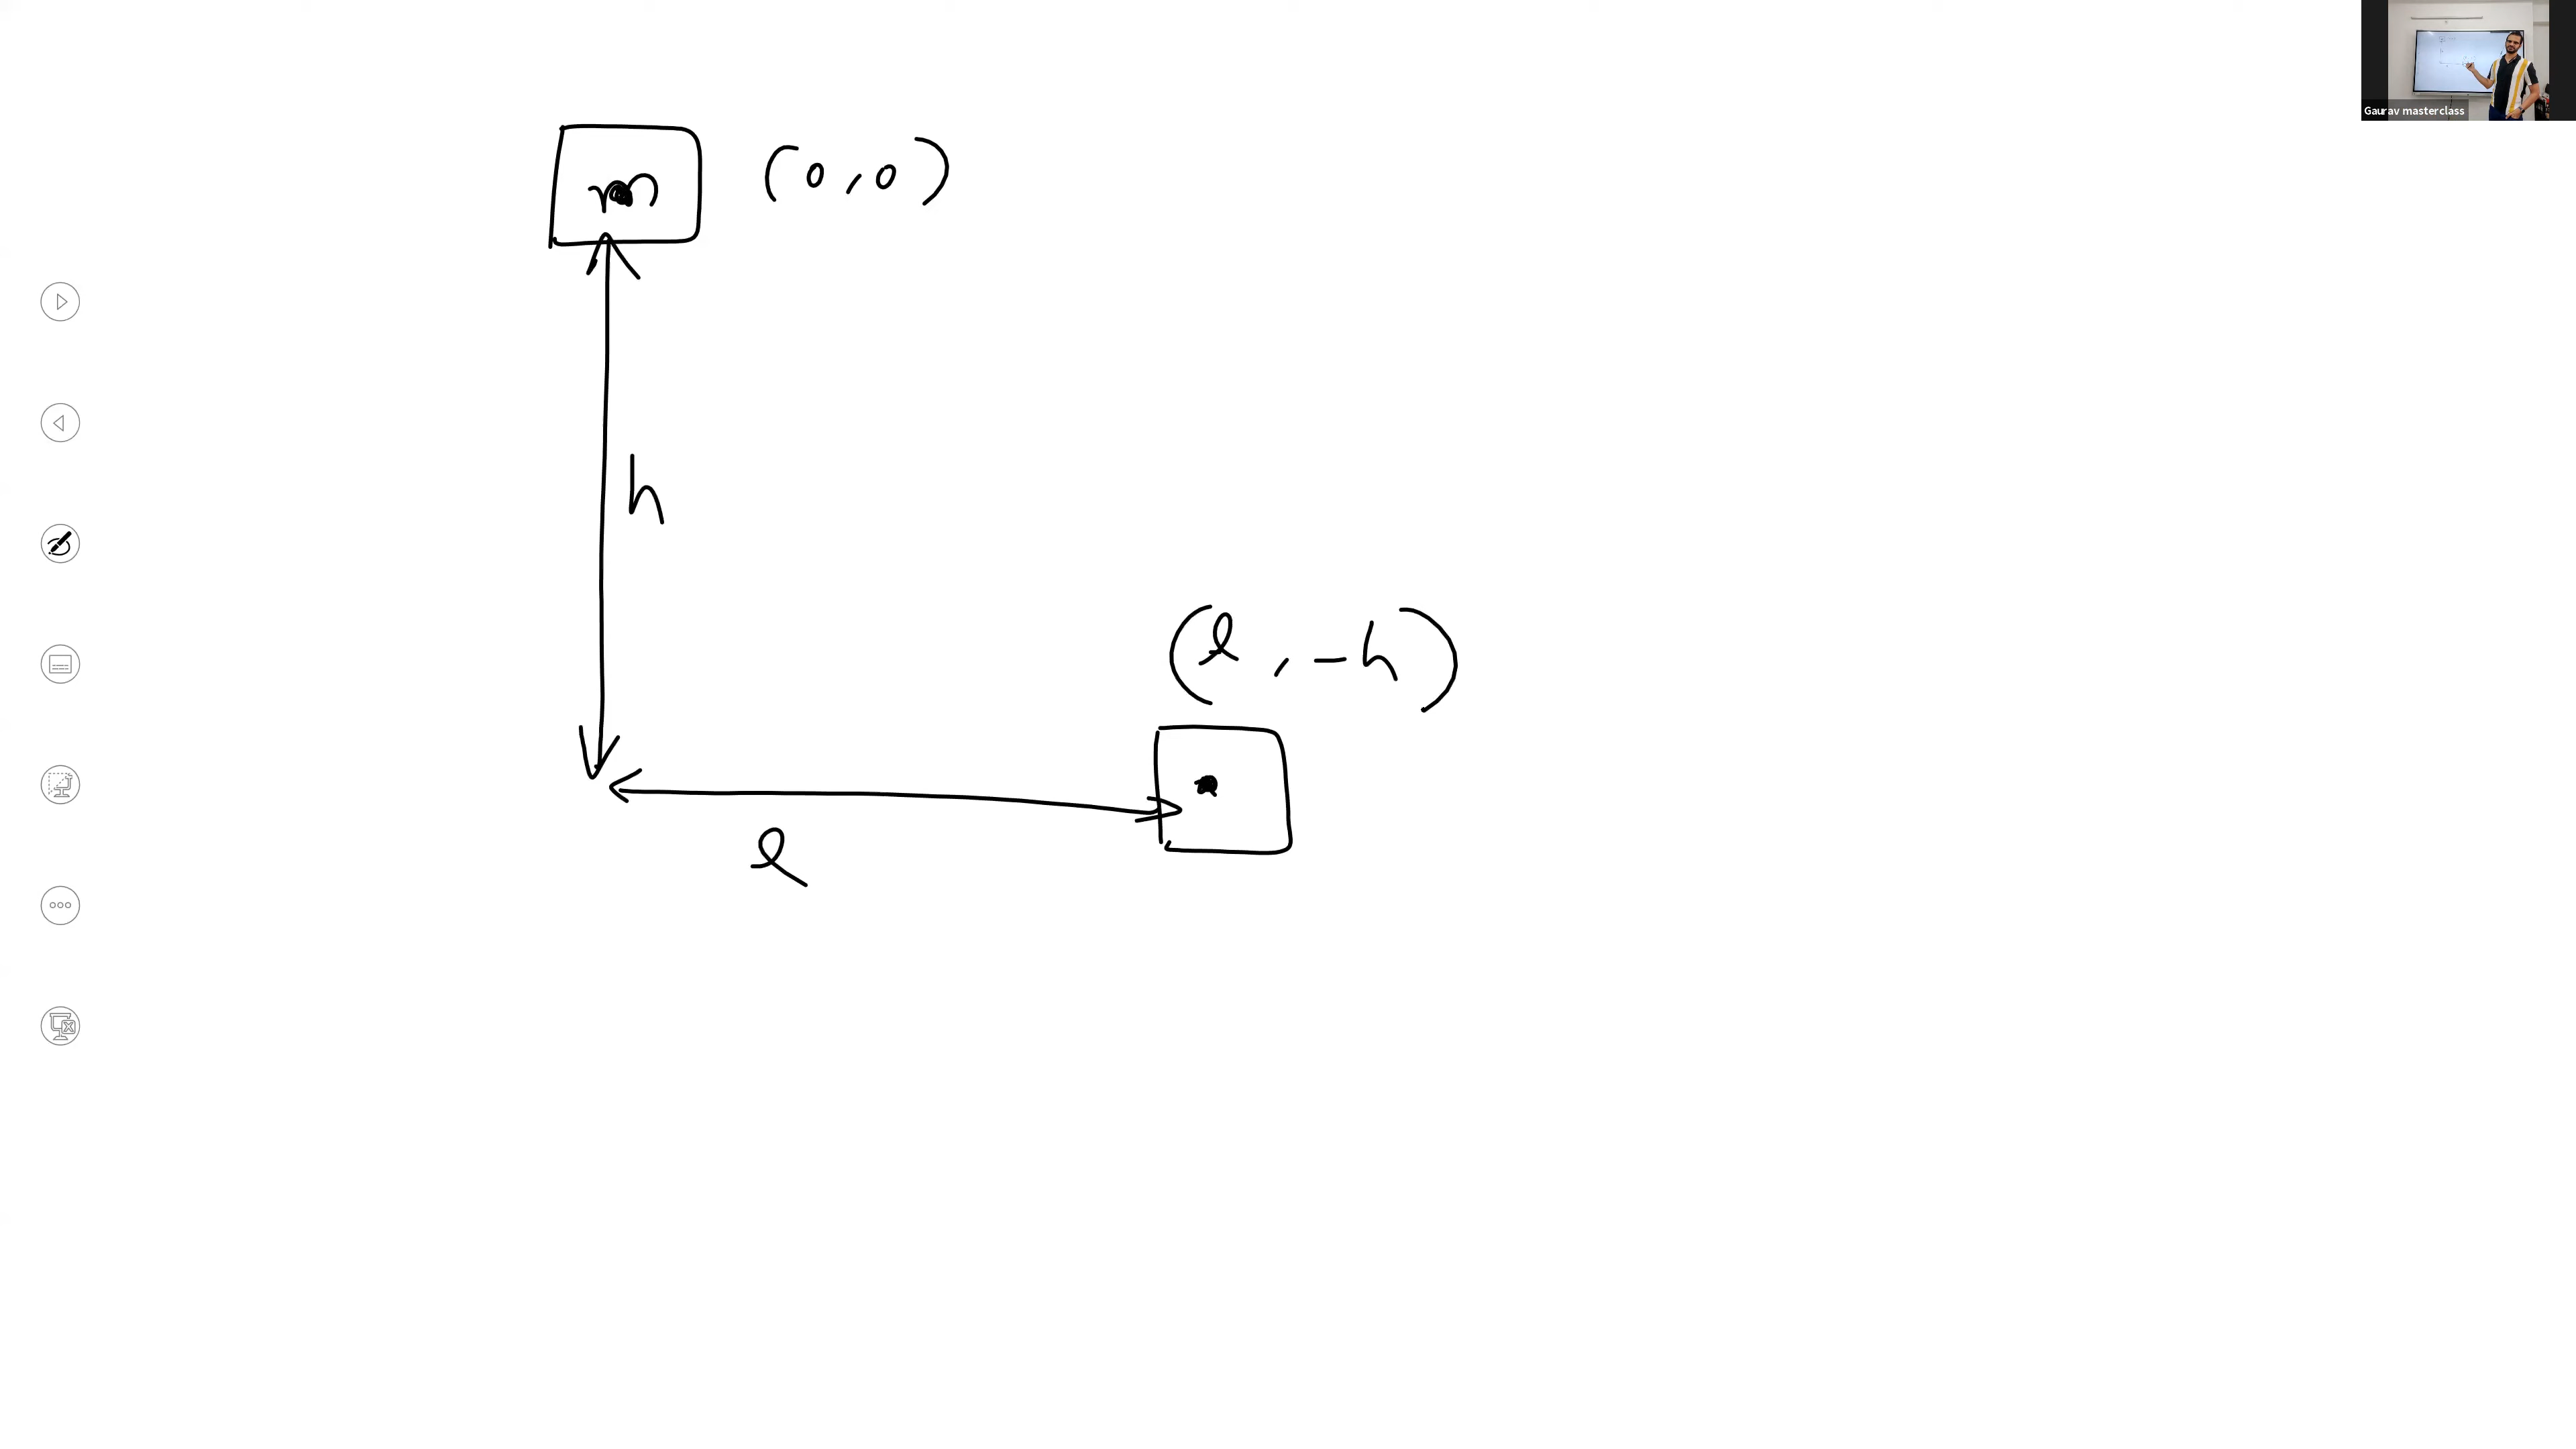 Gaurav masterclass
m (0,0)
h
(l, -h)
l